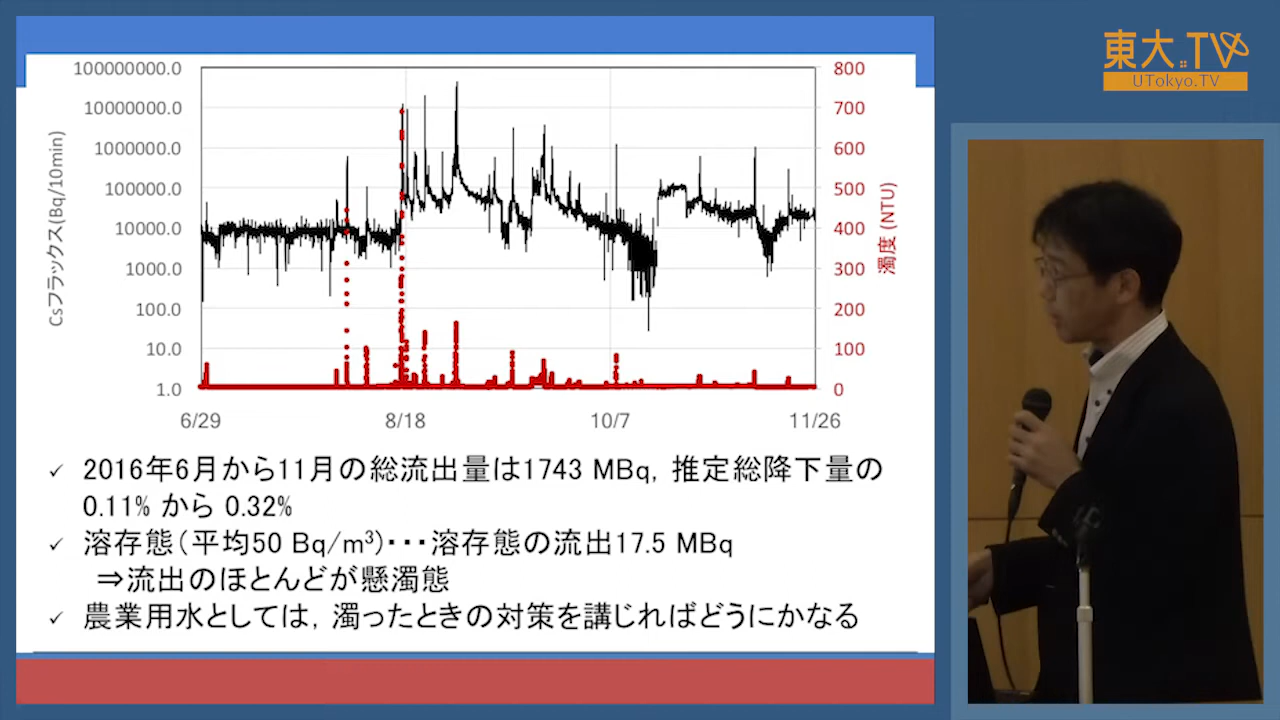 東大.TV
UTokyo.TV
100000000.0
10000000.0
1000000.0
100000.0
10000.0
1000.0
100.0
10.0
1.0
Csフラックス(Bq/10min)
800
700
600
500
400
300
200
100
0
濁度 (NTU)
6/29 8/18 10/7 11/26
✓ 2016年6月から11月の総流出量は1743 MBq, 推定総降下量の
0.11% から 0.32%
✓ 溶存態(平均50 Bq/m³)・・・溶存態の流出17.5 MBq
⇒流出のほとんどが懸濁態
✓ 農業用水としては, 濁ったときの対策を講じればどうにかなる